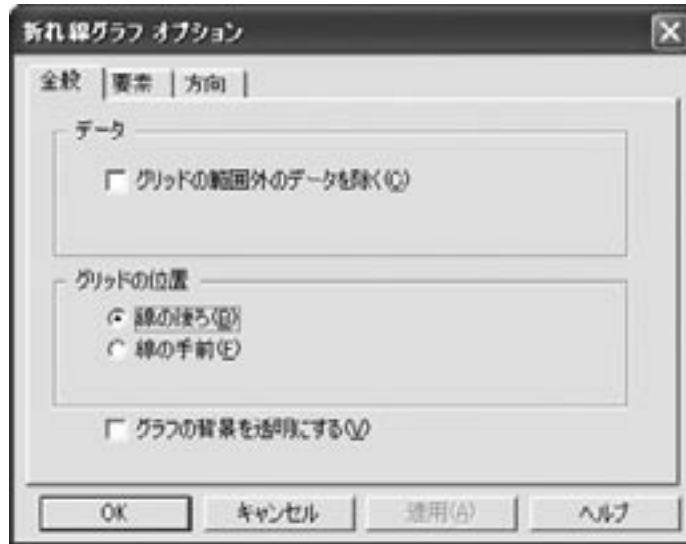 折れ線グラフ オプション
全般 要素 方向
データ
グリッドの範囲外のデータを除く(C)
グリッドの位置
線の後ろ(B)
線の手前(F)
グラフの背景を透明にする(V)
OK キャンセル 適用(A) ヘルプ